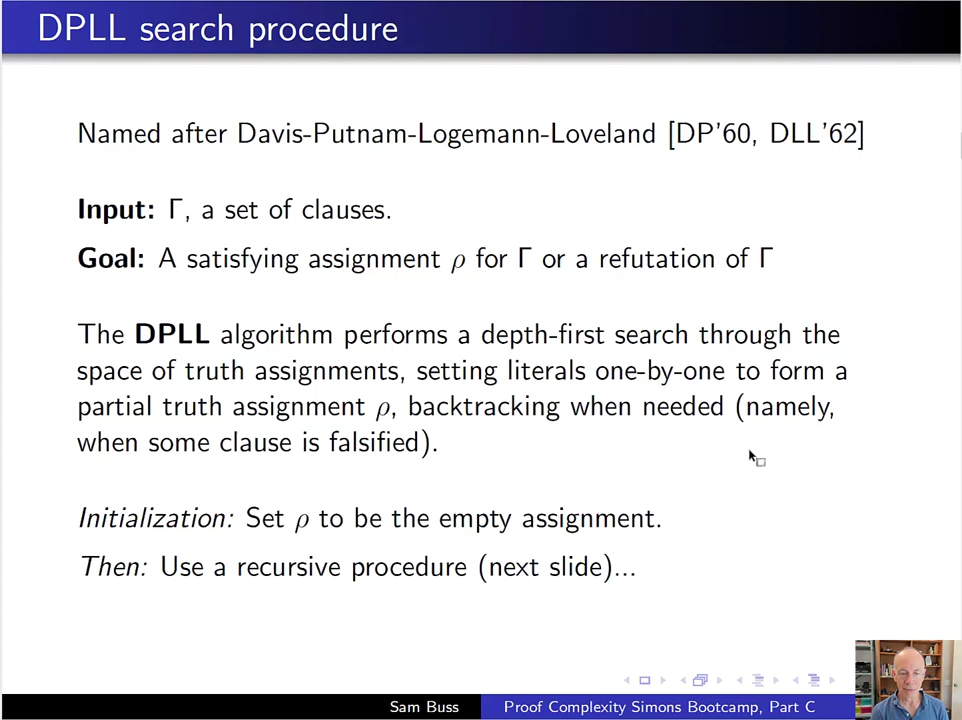 DPLL search procedure
Named after Davis-Putnam-Logemann-Loveland [DP'60, DLL'62]
Input: Γ, a set of clauses.
Goal: A satisfying assignment ρ for Γ or a refutation of Γ
The DPLL algorithm performs a depth-first search through the
space of truth assignments, setting literals one-by-one to form a
partial truth assignment ρ, backtracking when needed (namely,
when some clause is falsified).
Initialization: Set ρ to be the empty assignment.
Then: Use a recursive procedure (next slide)...
Sam Buss
Proof Complexity Simons Bootcamp, Part C